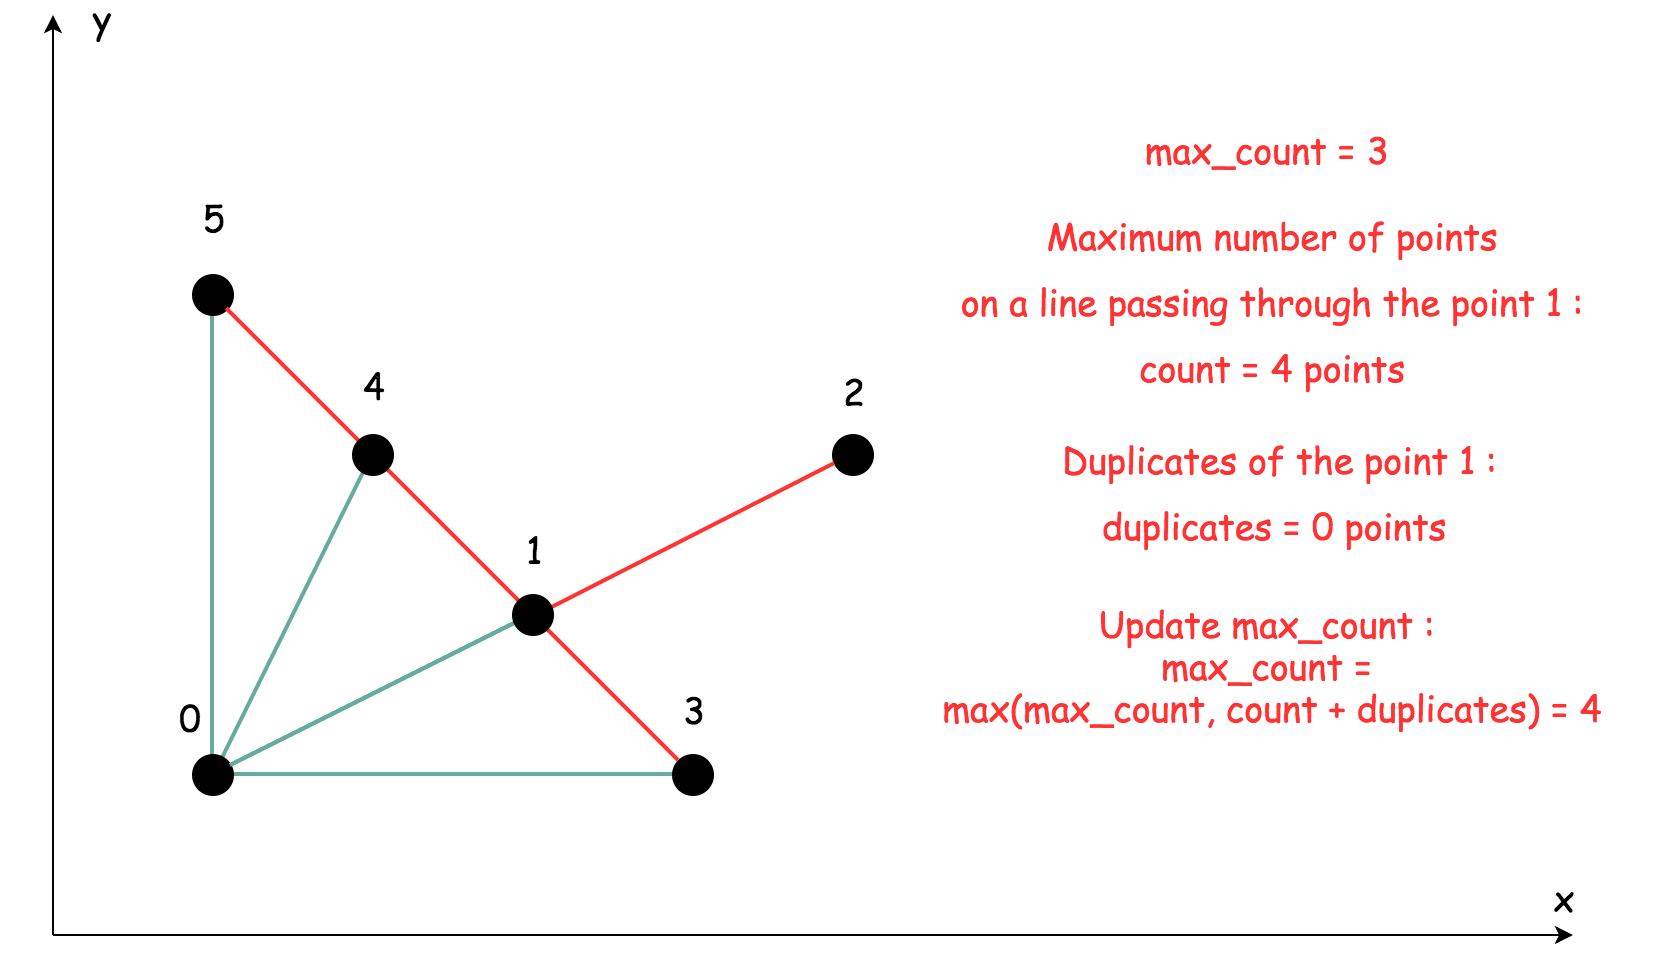 y
max_count = 3
5
Maximum number of points
on a line passing through the point 1 :
4
2
count = 4 points
Duplicates of the point 1 :
1
duplicates = 0 points
Update max_count :
max_count =
0
3
max(max_count, count + duplicates) = 4
x